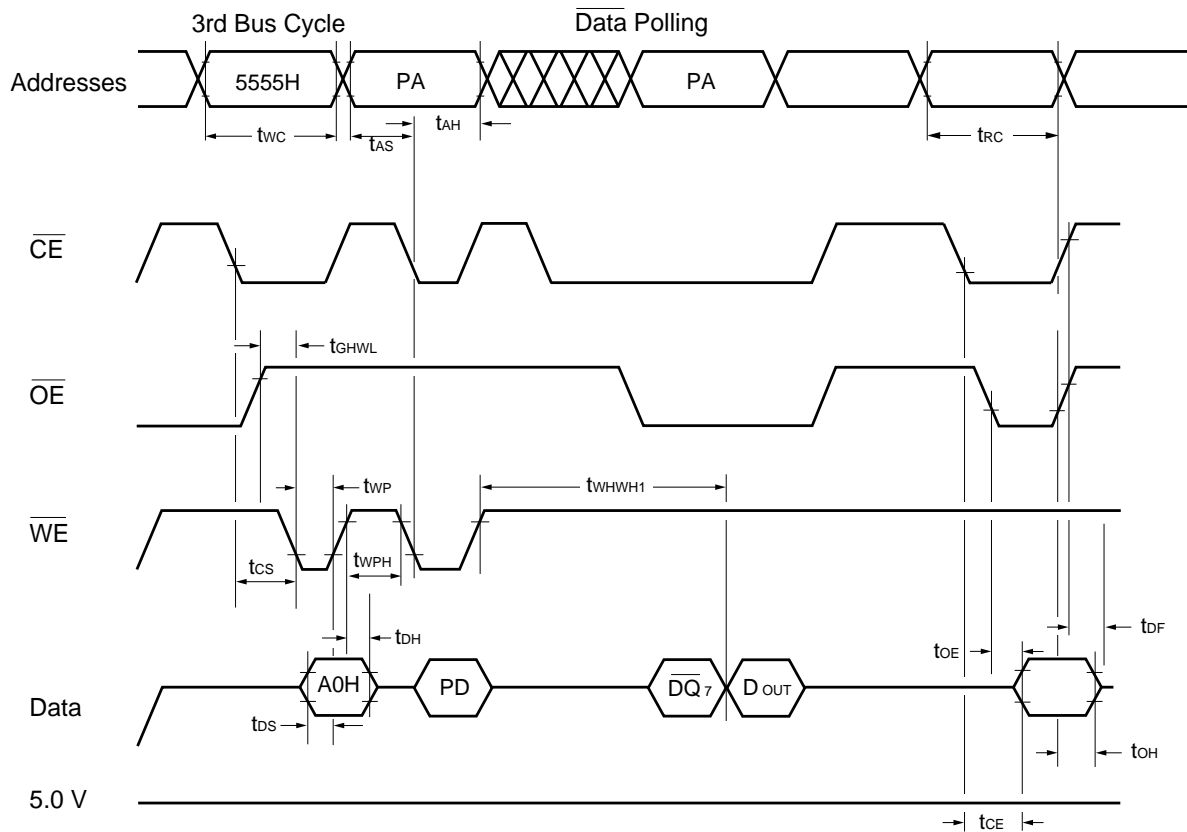 3rd Bus Cycle Data Polling
Addresses 5555H PA PA
tWC tAS tAH tRC
CE
tGHWL
OE
tWP tWHWH1
WE
tCS tWPH
tDH tOE tDF
Data A0H PD DQ7 DOUT
tDS tOH
5.0 V
tCE